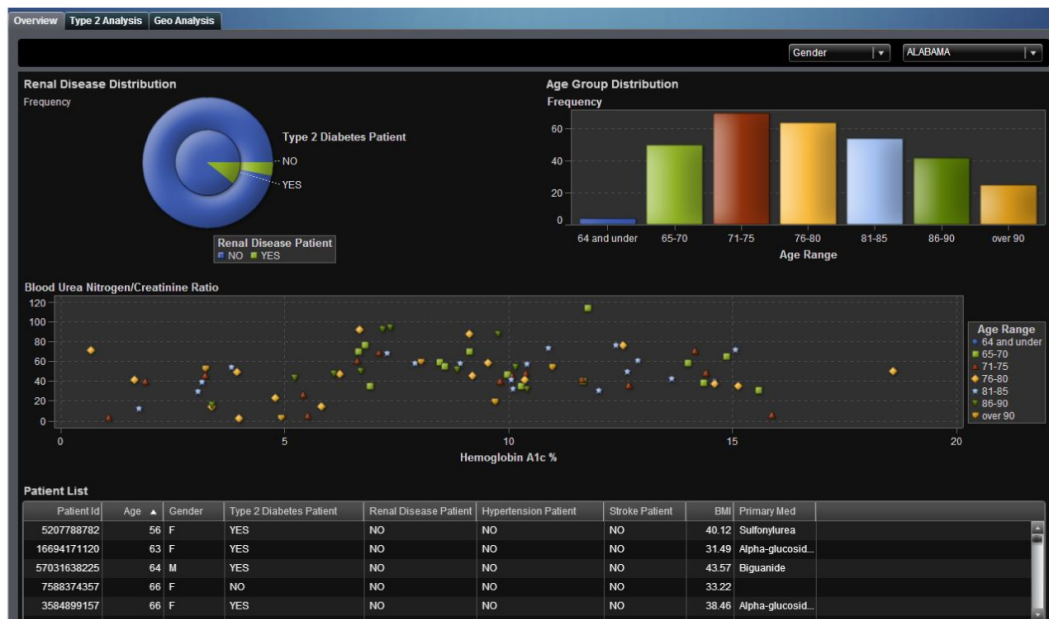 Overview Type 2 Analysis Geo Analysis
Gender ALABAMA
Renal Disease Distribution
Frequency
Type 2 Diabetes Patient
NO
YES
Renal Disease Patient
NO YES
Age Group Distribution
Frequency
60
40
20
0
64 and under 65-70 71-75 76-80 81-85 86-90 over 90
Age Range
Blood Urea Nitrogen/Creatinine Ratio
120
100
80
60
40
20
0
0 5 10 15 20
Hemoglobin A1c %
Age Range
64 and under
65-70
71-75
76-80
81-85
86-90
over 90
Patient List
Patient Id Age Gender Type 2 Diabetes Patient Renal Disease Patient Hypertension Patient Stroke Patient BMI Primary Med
5207788782 56 F YES NO NO NO 40.12 Sulfonylurea
16694171120 63 F YES NO NO NO 31.49 Alpha-glucosid...
57031638225 64 M YES NO NO NO 43.57 Biguanide
7588374357 66 F NO NO NO NO 33.22
3584899157 66 F YES NO NO NO 38.46 Alpha-glucosid...